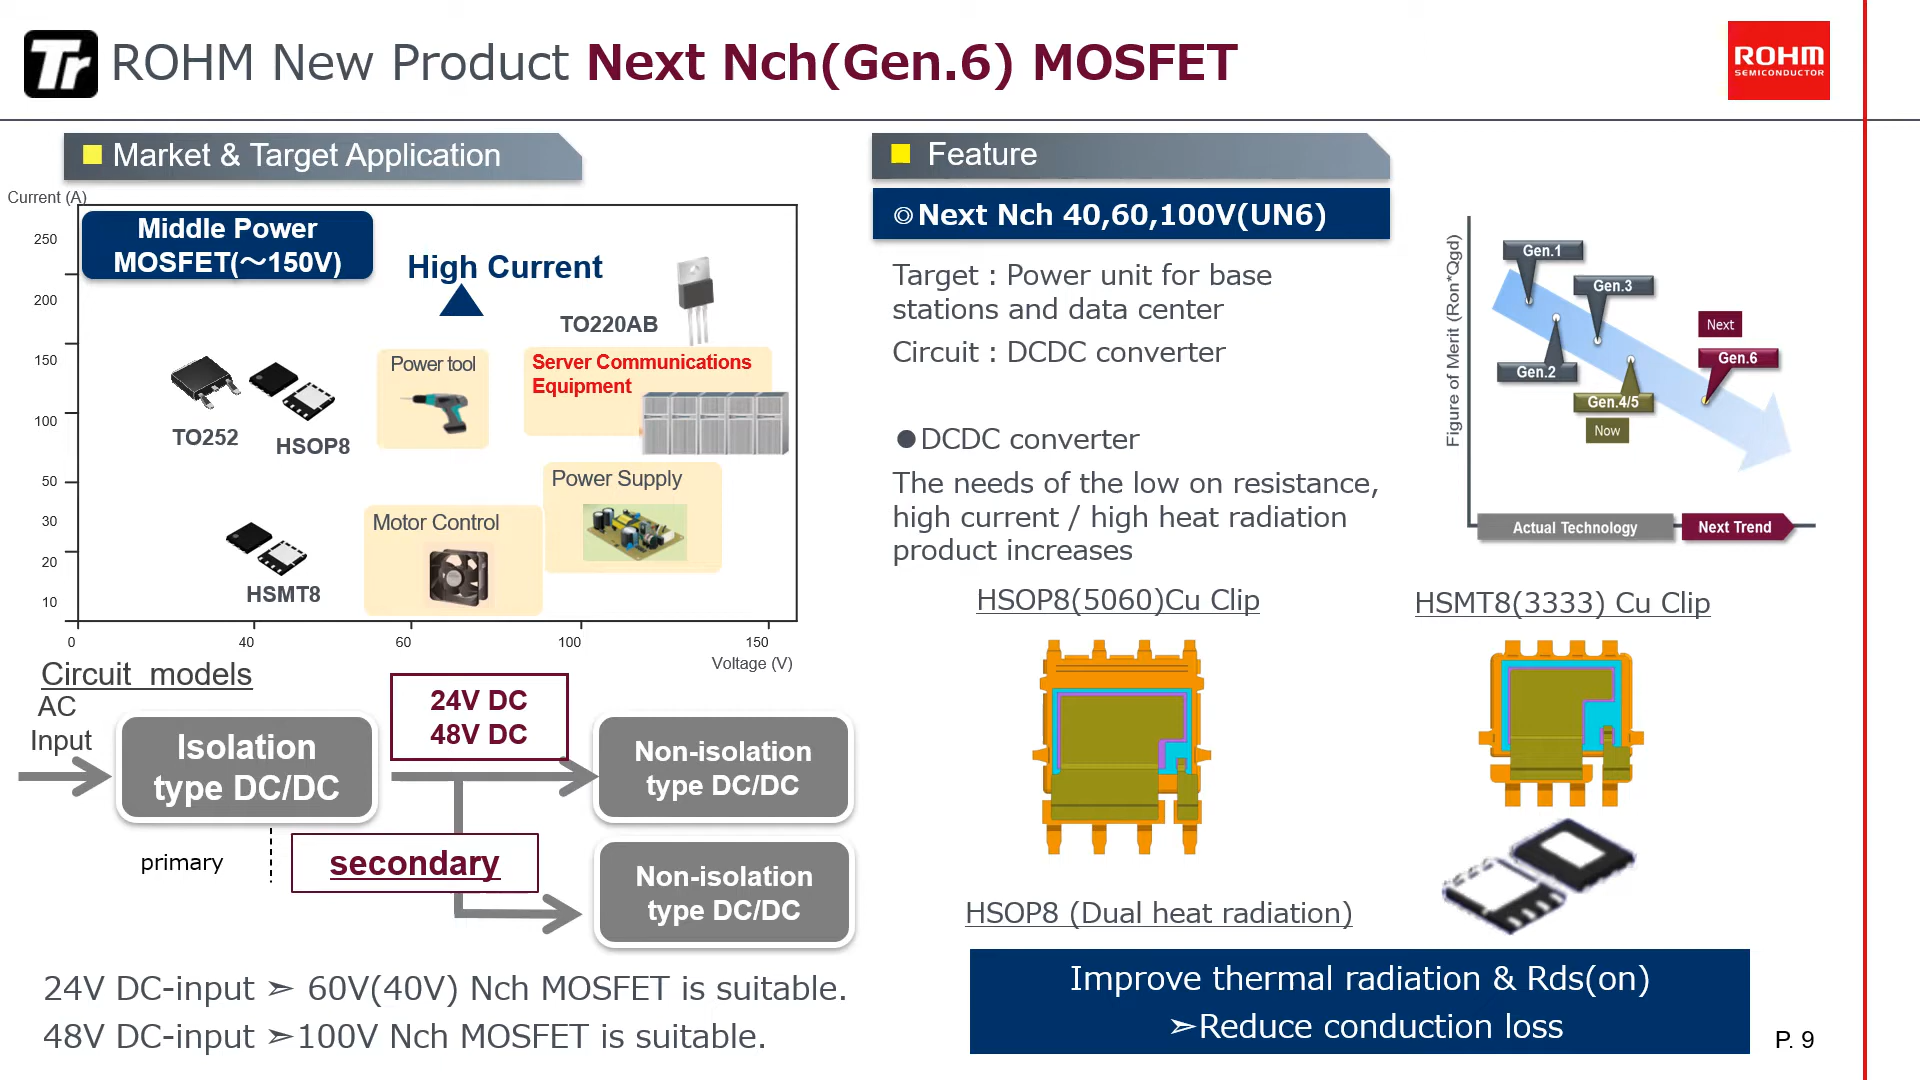 Tr ROHM New Product Next Nch(Gen.6) MOSFET
ROHM
SEMICONDUCTOR
Market & Target Application
Current (A)
Middle Power
MOSFET(~150V)
250
200
150
100
50
30
20
10
0
40
60
100
150
Voltage (V)
High Current
TO220AB
TO252
HSOP8
Power tool
Server Communications
Equipment
Power Supply
Motor Control
HSMT8
Circuit models
AC
Input
Isolation
type DC/DC
24V DC
48V DC
Non-isolation
type DC/DC
primary
secondary
Non-isolation
type DC/DC
24V DC-input ➣ 60V(40V) Nch MOSFET is suitable.
48V DC-input ➣100V Nch MOSFET is suitable.
Feature
◎Next Nch 40,60,100V(UN6)
Target : Power unit for base
stations and data center
Circuit : DCDC converter
●DCDC converter
The needs of the low on resistance,
high current / high heat radiation
product increases
Figure of Merit (Ron*Qgd)
Gen.1
Gen.3
Next
Gen.2
Gen.6
Gen.4/5
Now
Actual Technology
Next Trend
HSOP8(5060)Cu Clip
HSMT8(3333) Cu Clip
HSOP8 (Dual heat radiation)
Improve thermal radiation & Rds(on)
➣Reduce conduction loss
P. 9